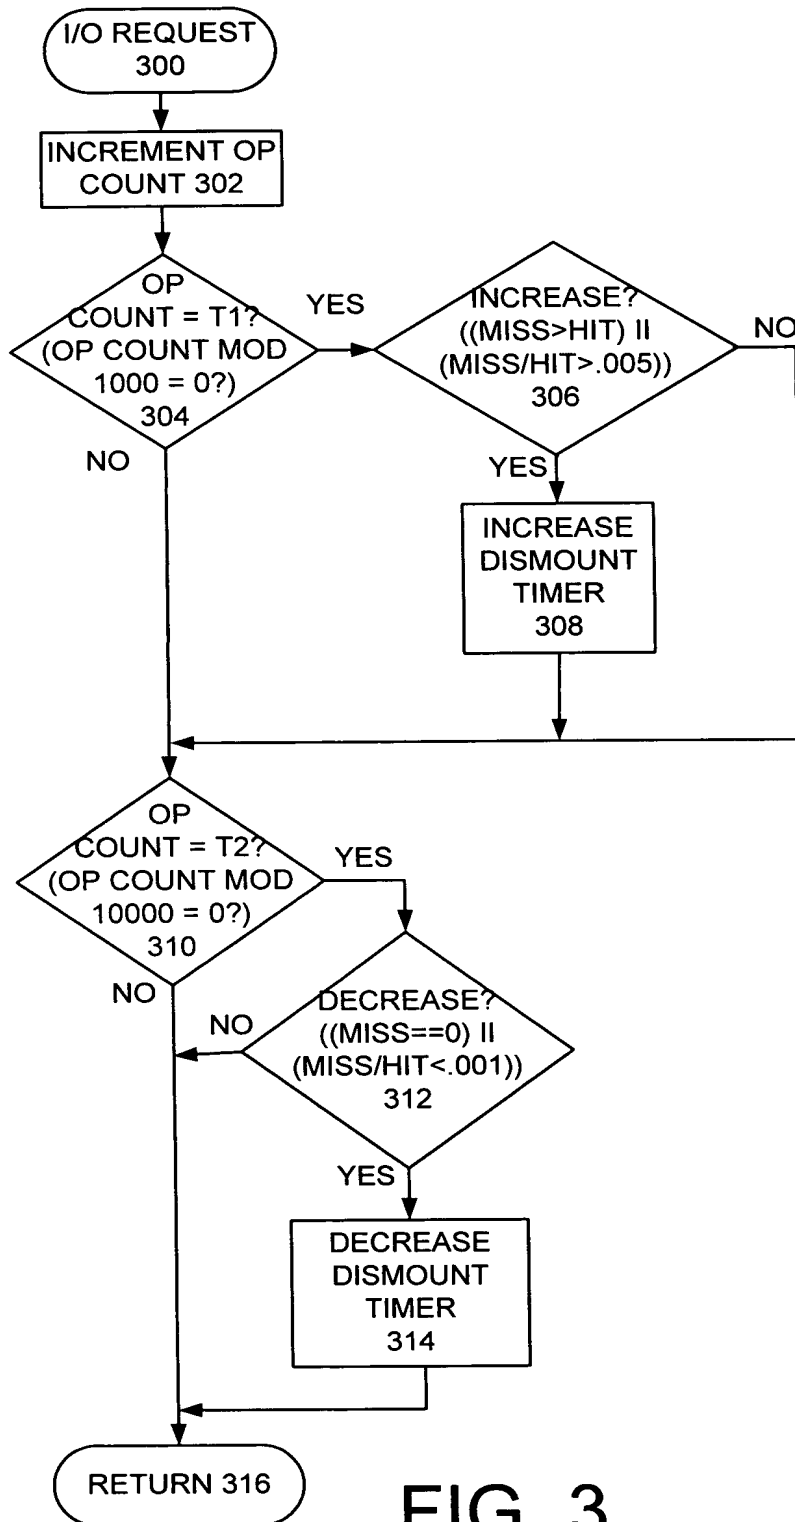 I/O REQUEST
300
INCREMENT OP
COUNT 302
OP
COUNT = T1?
(OP COUNT MOD
1000 = 0?)
304
YES
NO
INCREASE?
((MISS>HIT) II
(MISS/HIT>.005))
306
NO
YES
INCREASE
DISMOUNT
TIMER
308
OP
COUNT = T2?
(OP COUNT MOD
10000 = 0?)
310
YES
NO
DECREASE?
((MISS==0) II
(MISS/HIT<.001))
312
NO
YES
DECREASE
DISMOUNT
TIMER
314
RETURN 316
FIG. 3